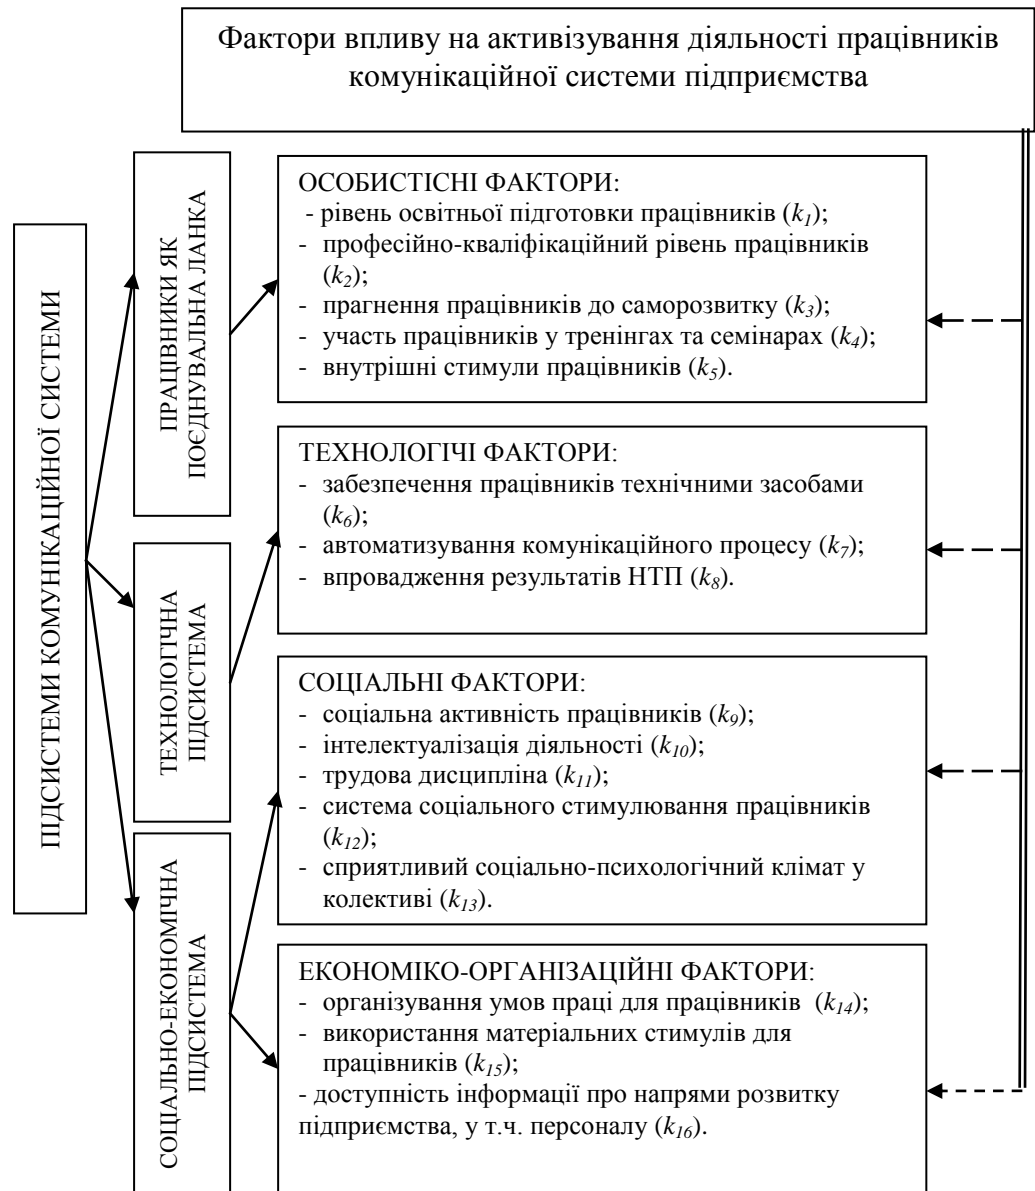 Фактори впливу на активізування діяльності працівників
комунікаційної системи підприємства
ПІДСИСТЕМИ КОМУНІКАЦІЙНОЇ СИСТЕМИ
ПРАЦІВНИКИ ЯК
ПОЄДНУВАЛЬНА ЛАНКА
ОСОБИСТІСНІ ФАКТОРИ:
- рівень освітньої підготовки працівників (k1);
- професійно-кваліфікаційний рівень працівників
(k2);
- прагнення працівників до саморозвитку (k3);
- участь працівників у тренінгах та семінарах (k4);
- внутрішні стимули працівників (k5).
ТЕХНОЛОГІЧНА
ПІДСИСТЕМА
ТЕХНОЛОГІЧІ ФАКТОРИ:
- забезпечення працівників технічними засобами
(k6);
- автоматизування комунікаційного процесу (k7);
- впровадження результатів НТП (k8).
СОЦІАЛЬНО-ЕКОНОМІЧНА
ПІДСИСТЕМА
СОЦІАЛЬНІ ФАКТОРИ:
- соціальна активність працівників (k9);
- інтелектуалізація діяльності (k10);
- трудова дисципліна (k11);
- система соціального стимулювання працівників
(k12);
- сприятливий соціально-психологічний клімат у
колективі (k13).
ЕКОНОМІКО-ОРГАНІЗАЦІЙНІ ФАКТОРИ:
- організування умов праці для працівників (k14);
- використання матеріальних стимулів для
працівників (k15);
- доступність інформації про напрями розвитку
підприємства, у т.ч. персоналу (k16).